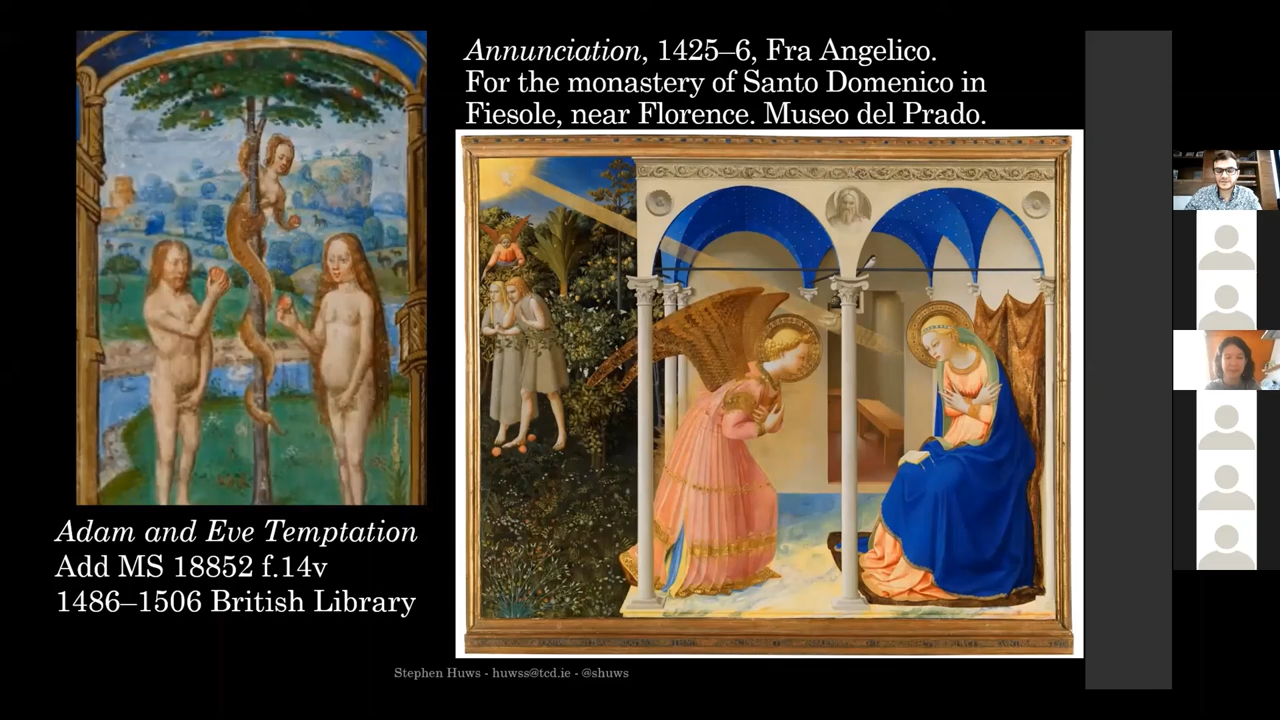 Annunciation, 1425–6, Fra Angelico.
For the monastery of Santo Domenico in
Fiesole, near Florence. Museo del Prado.
Adam and Eve Temptation
Add MS 18852 f.14v
1486–1506 British Library
Stephen Huws - huwss@tcd.ie - @shuws